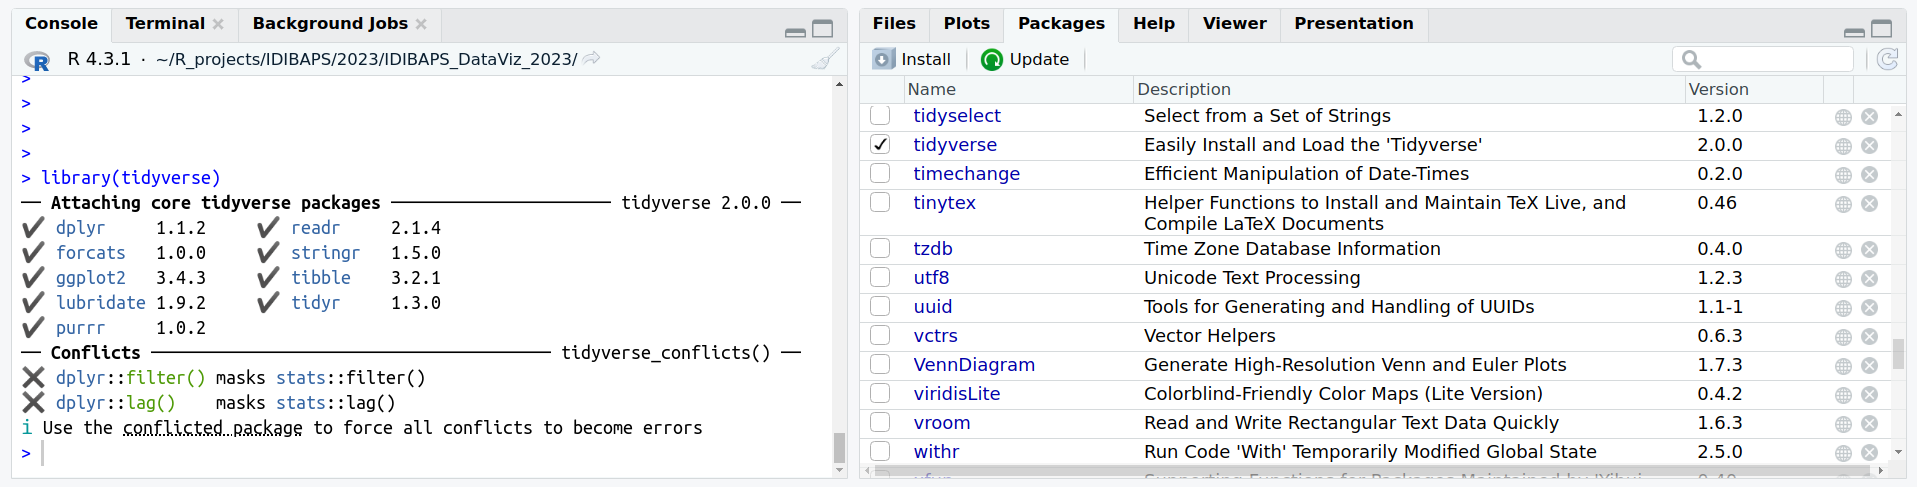 Console Terminal Background Jobs
R 4.3.1 · ~/R_projects/IDIBAPS/2023/IDIBAPS_DataViz_2023/
>
>
>
>
> library(tidyverse)
── Attaching core tidyverse packages ── tidyverse 2.0.0 ──
✔ dplyr 1.1.2 ✔ readr 2.1.4
✔ forcats 1.0.0 ✔ stringr 1.5.0
✔ ggplot2 3.4.3 ✔ tibble 3.2.1
✔ lubridate 1.9.2 ✔ tidyr 1.3.0
✔ purrr 1.0.2
── Conflicts ── tidyverse_conflicts() ──
✖ dplyr::filter() masks stats::filter()
✖ dplyr::lag() masks stats::lag()
i Use the conflicted package to force all conflicts to become errors
>
Files Plots Packages Help Viewer Presentation
Install Update
Name Description Version
tidyselect Select from a Set of Strings 1.2.0
tidyverse Easily Install and Load the 'Tidyverse' 2.0.0
timechange Efficient Manipulation of Date-Times 0.2.0
tinytex Helper Functions to Install and Maintain TeX Live, and 0.46
Compile LaTeX Documents
tzdb Time Zone Database Information 0.4.0
utf8 Unicode Text Processing 1.2.3
uuid Tools for Generating and Handling of UUIDs 1.1-1
vctrs Vector Helpers 0.6.3
VennDiagram Generate High-Resolution Venn and Euler Plots 1.7.3
viridisLite Colorblind-Friendly Color Maps (Lite Version) 0.4.2
vroom Read and Write Rectangular Text Data Quickly 1.6.3
withr Run Code 'With' Temporarily Modified Global State 2.5.0